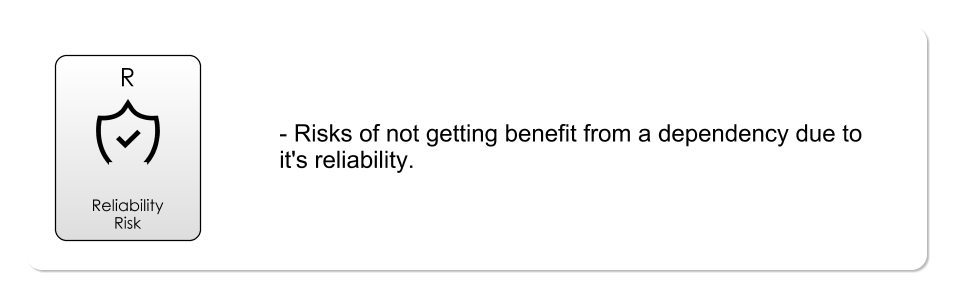 R
Reliability
Risk
- Risks of not getting benefit from a dependency due to
it's reliability.